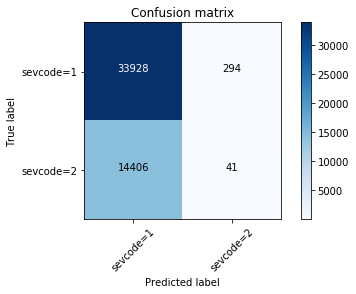 Confusion matrix
True label
sevcode=1
33928 294
sevcode=2
14406 41
sevcode=1 sevcode=2
Predicted label
30000
25000
20000
15000
10000
5000